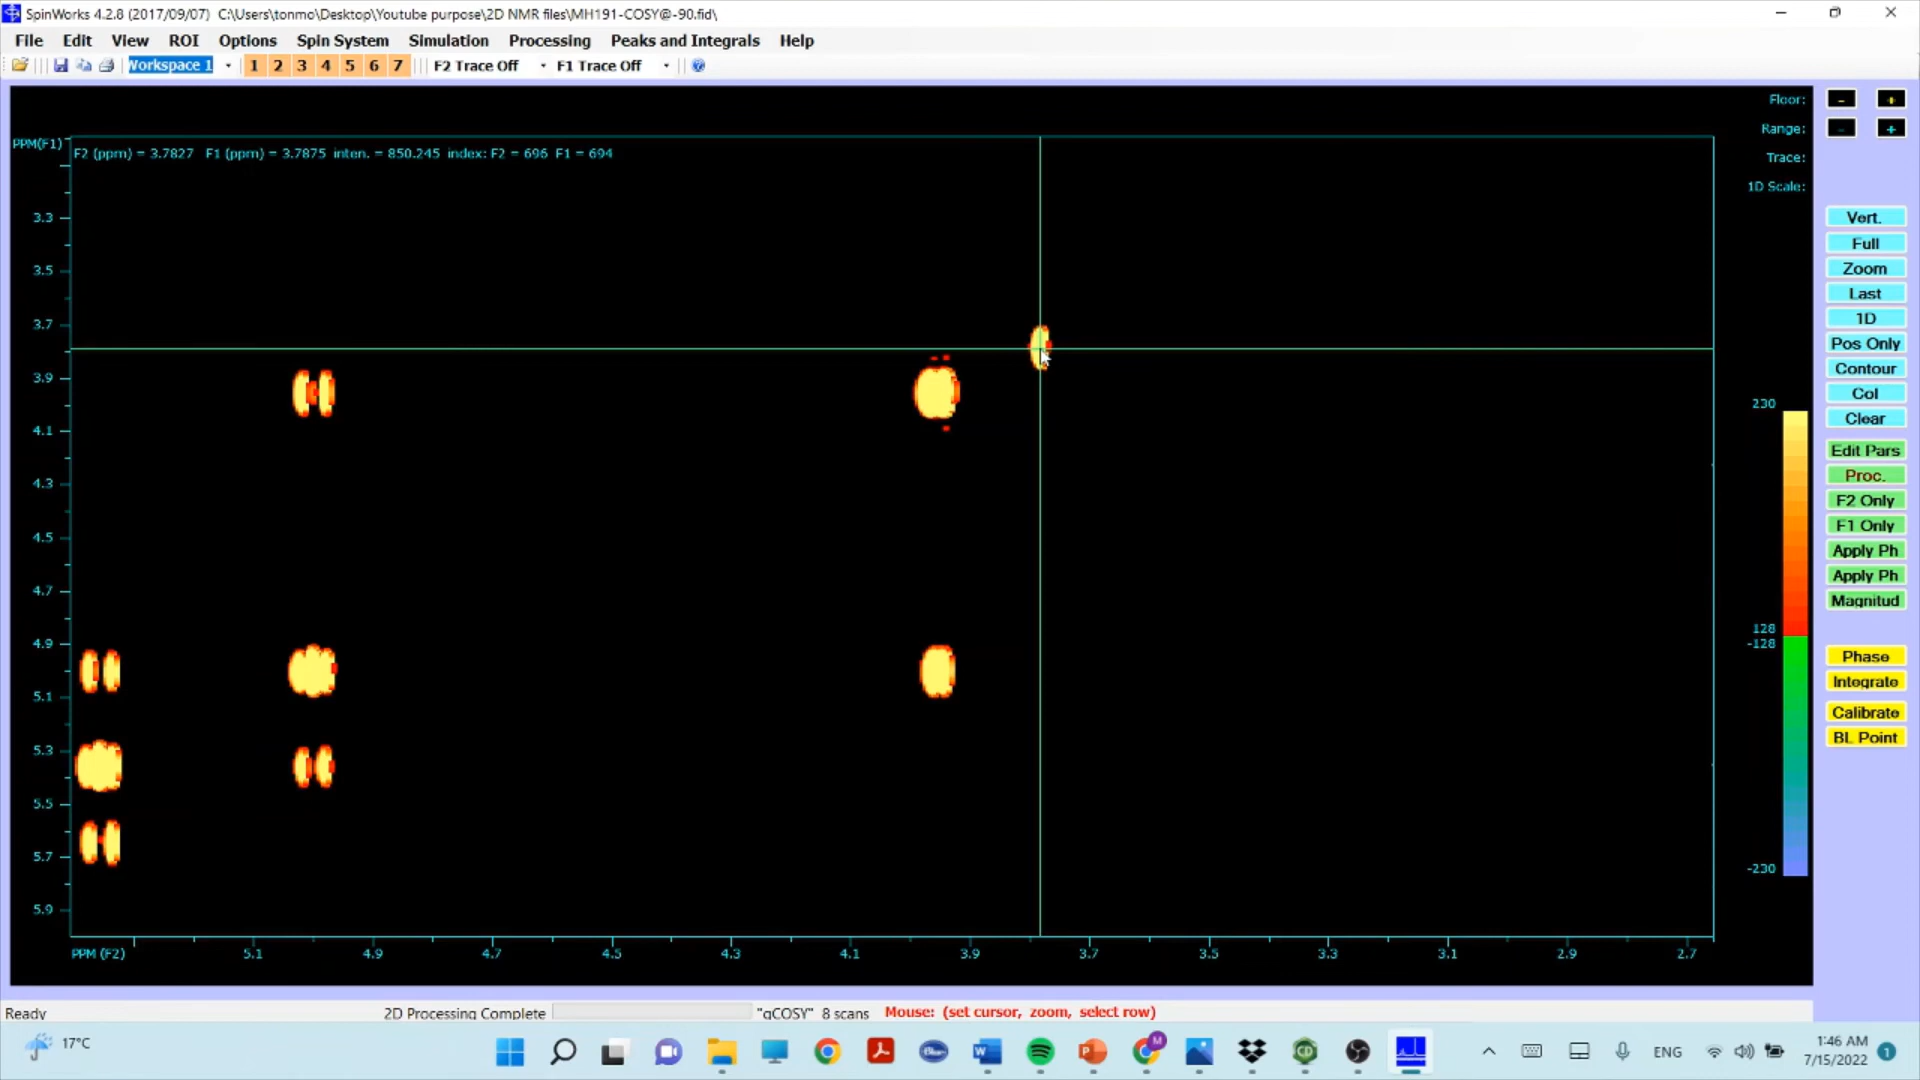 SpinWorks 4.2.8 (2017/09/07) C:\Users\tonmo\Desktop\Youtube purpose\2D NMR files\MH191-COSY@-90.fid\
File Edit View ROI Options Spin System Simulation Processing Peaks and Integrals Help
Workspace 1 1 2 3 4 5 6 7 F2 Trace Off F1 Trace Off
Floor: - +
Range: - +
Trace:
1D Scale:
PPM(F1)
F2 (ppm) = 3.7827 F1 (ppm) = 3.7875 inten. = 850.245 index: F2 = 696 F1 = 694
3.3
3.5
3.7
3.9
4.1
4.3
4.5
4.7
4.9
5.1
5.3
5.5
5.7
5.9
PPM (F2) 5.1 4.9 4.7 4.5 4.3 4.1 3.9 3.7 3.5 3.3 3.1 2.9 2.7
230
128
-128
-230
Vert.
Full
Zoom
Last
1D
Pos Only
Contour
Col
Clear
Edit Pars
Proc.
F2 Only
F1 Only
Apply Ph
Apply Ph
Magnitud
Phase
Integrate
Calibrate
BL Point
Ready 2D Processing Complete "gCOSY" 8 scans Mouse: (set cursor, zoom, select row)
17°C
M
CD
ENG
1:46 AM
7/15/2022
1